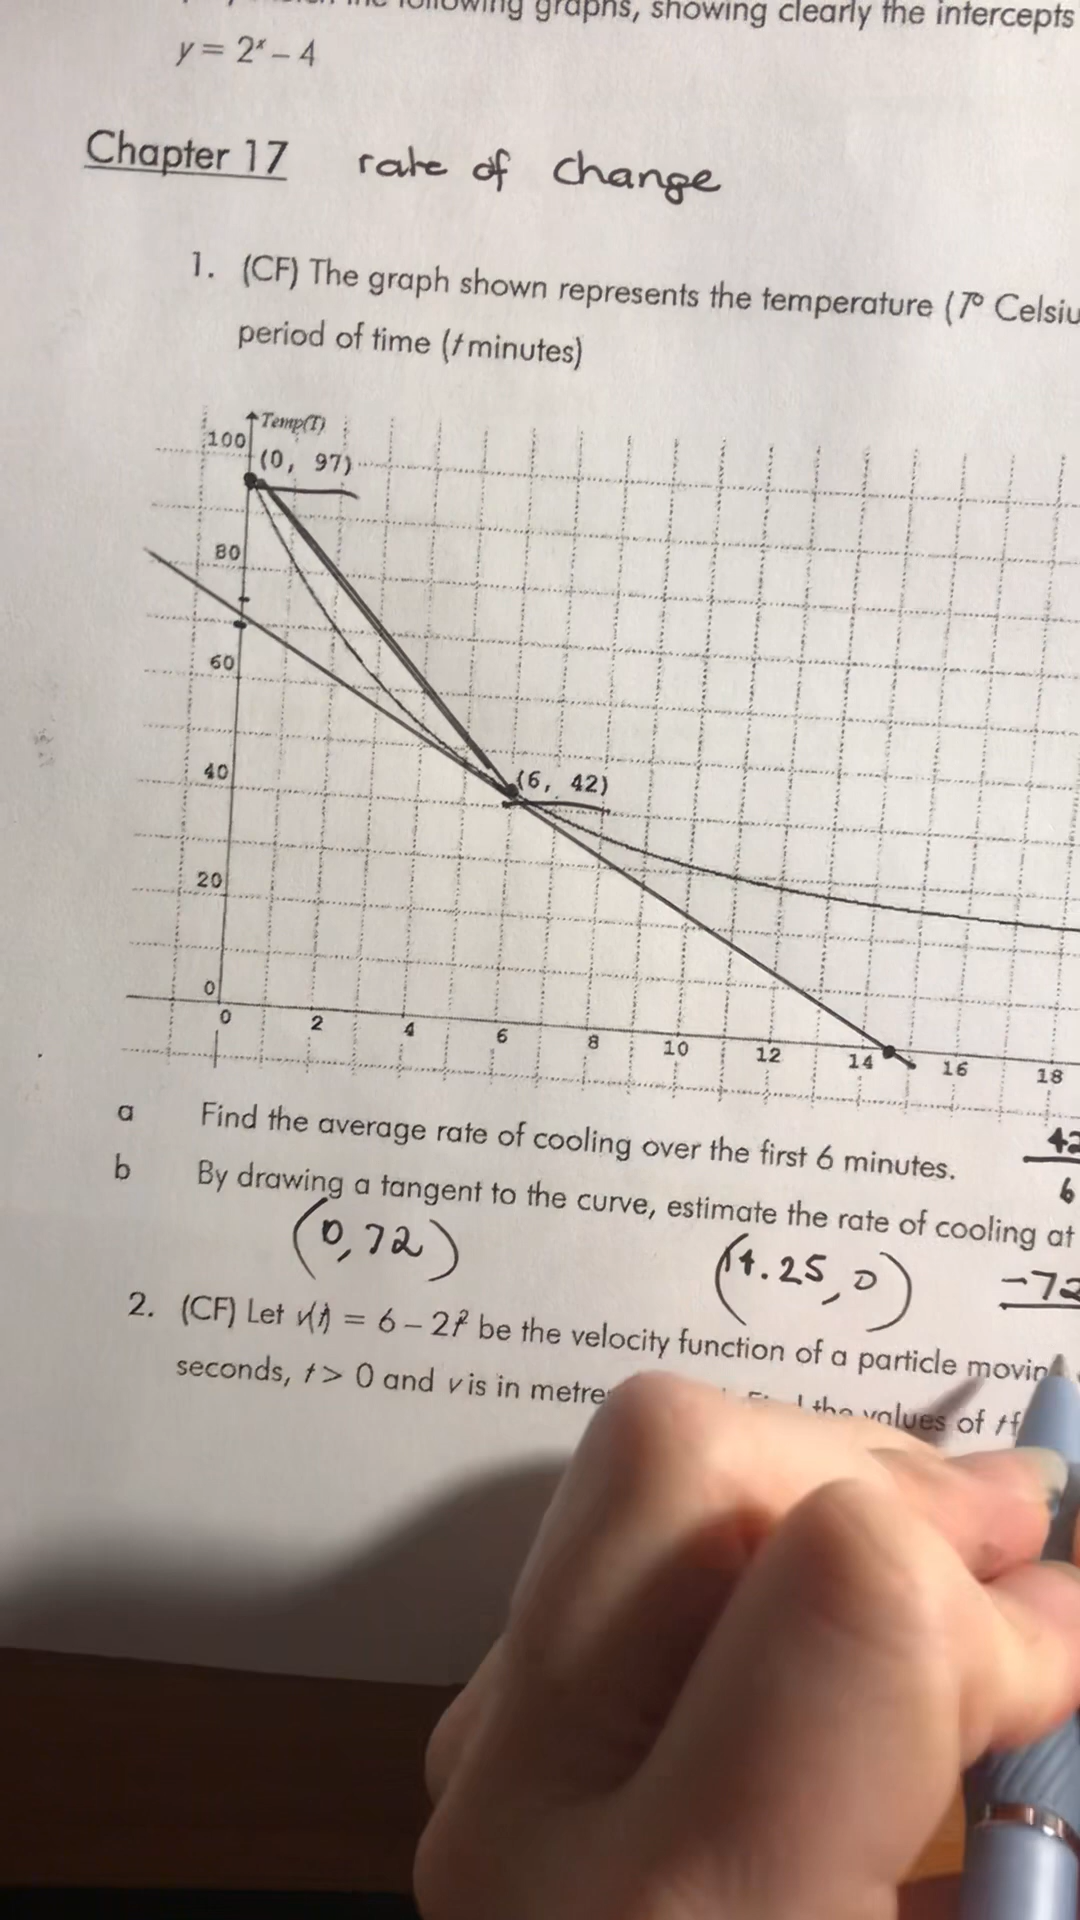 following graphs, showing clearly the intercepts
y = 2ˣ – 4
Chapter 17 rate of change
1. (CF) The graph shown represents the temperature (T° Celsiu
period of time (t minutes)
Temp(T)
100
(0, 97)
80
60
40
(6, 42)
20
0
0 2 4 6 8 10 12 14 16 18
a Find the average rate of cooling over the first 6 minutes.
42
6
b By drawing a tangent to the curve, estimate the rate of cooling at
(0,72) (14.25,0) -72
2. (CF) Let v(t) = 6 – 2t² be the velocity function of a particle movin
seconds, t > 0 and v is in metre the values of t f